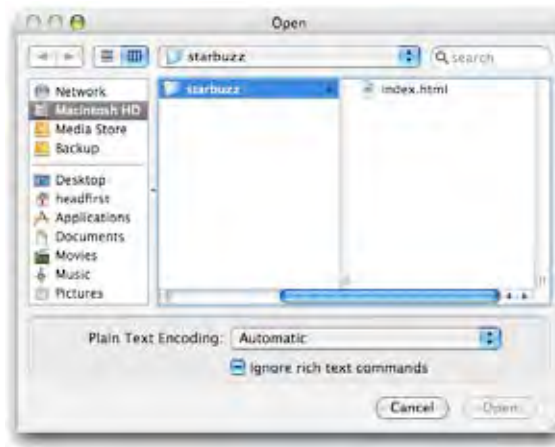 Open
starbuzz
search
Network
Macintosh HD
Media Store
Backup
Desktop
headfirst
Applications
Documents
Movies
Music
Pictures
starbuzz
index.html
Plain Text Encoding: Automatic
Ignore rich text commands
Cancel Open